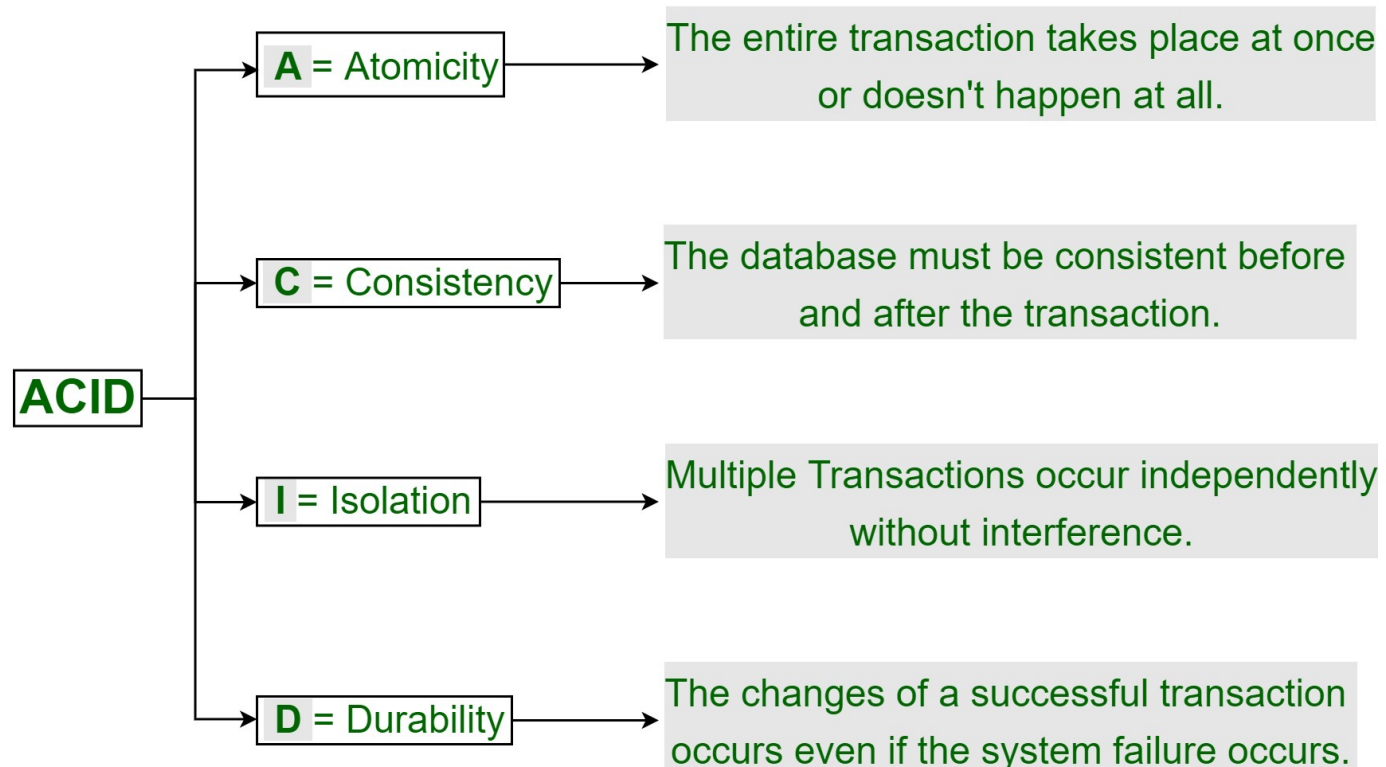 A = Atomicity
The entire transaction takes place at once
or doesn't happen at all.
C = Consistency
The database must be consistent before
and after the transaction.
ACID
I = Isolation
Multiple Transactions occur independently
without interference.
D = Durability
The changes of a successful transaction
occurs even if the system failure occurs.